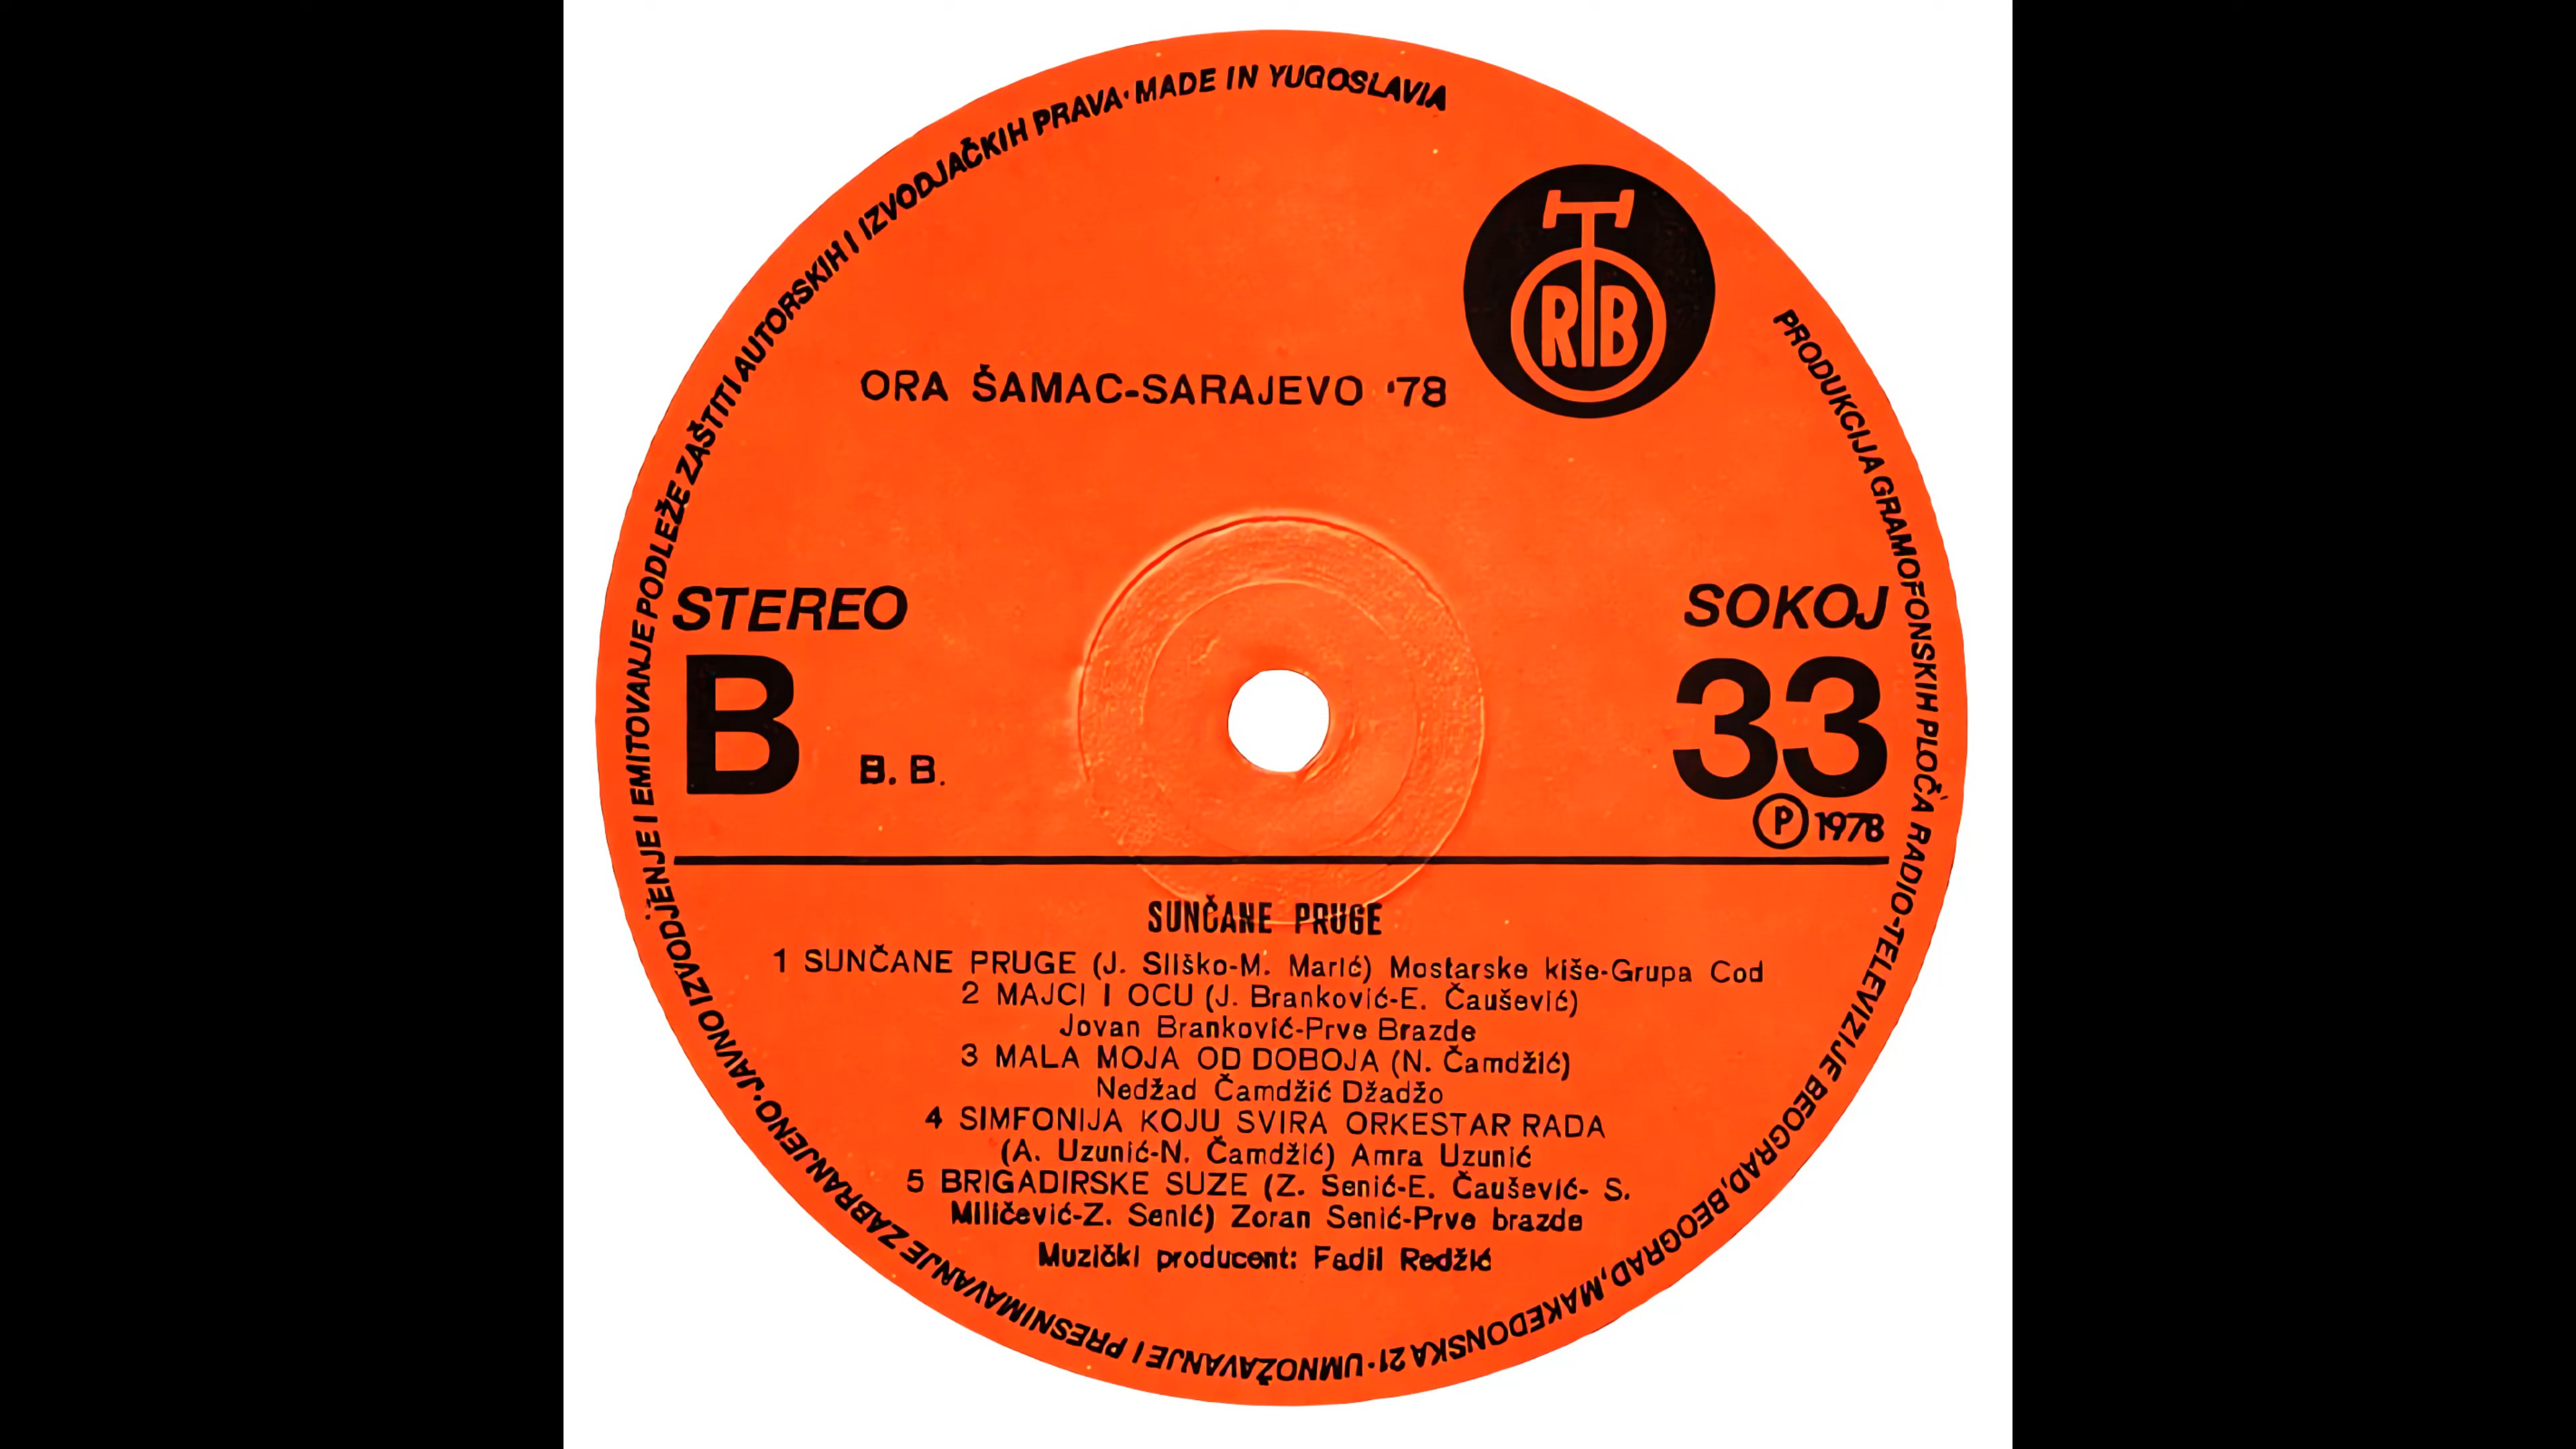 PRODUKCIJA GRAMOFONSKIH PLOČA RADIO-TELEVIZIJE BEOGRAD, BEOGRAD, MAKEDONSKA 21 · UMNOŽAVANJE I PRESNIMAVANJE ZABRANJENO · JAVNO IZVODJENJE I EMITOVANJE PODLEŽE ZAŠTITI AUTORSKIH I IZVODJAČKIH PRAVA · MADE IN YUGOSLAVIA
RTB
ORA ŠAMAC-SARAJEVO '78
STEREO
SOKOJ
B
B. B.
33
Ⓟ 1978
SUNČANE PRUGE
1 SUNČANE PRUGE (J. Sliško-M. Marić) Mostarske kiše-Grupa Cod
2 MAJCI I OCU (J. Branković-E. Čaušević)
Jovan Branković-Prve Brazde
3 MALA MOJA OD DOBOJA (N. Čamdžić)
Nedžad Čamdžić Džadžo
4 SIMFONIJA KOJU SVIRA ORKESTAR RADA
(A. Uzunić-N. Čamdžić) Amra Uzunić
5 BRIGADIRSKE SUZE (Z. Senić-E. Čaušević- S.
Miličević-Z. Senić) Zoran Senić-Prve brazde
Muzički producent: Fadil Redžić